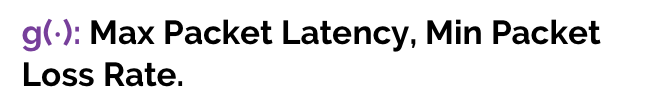 g(·): Max Packet Latency, Min Packet
Loss Rate.